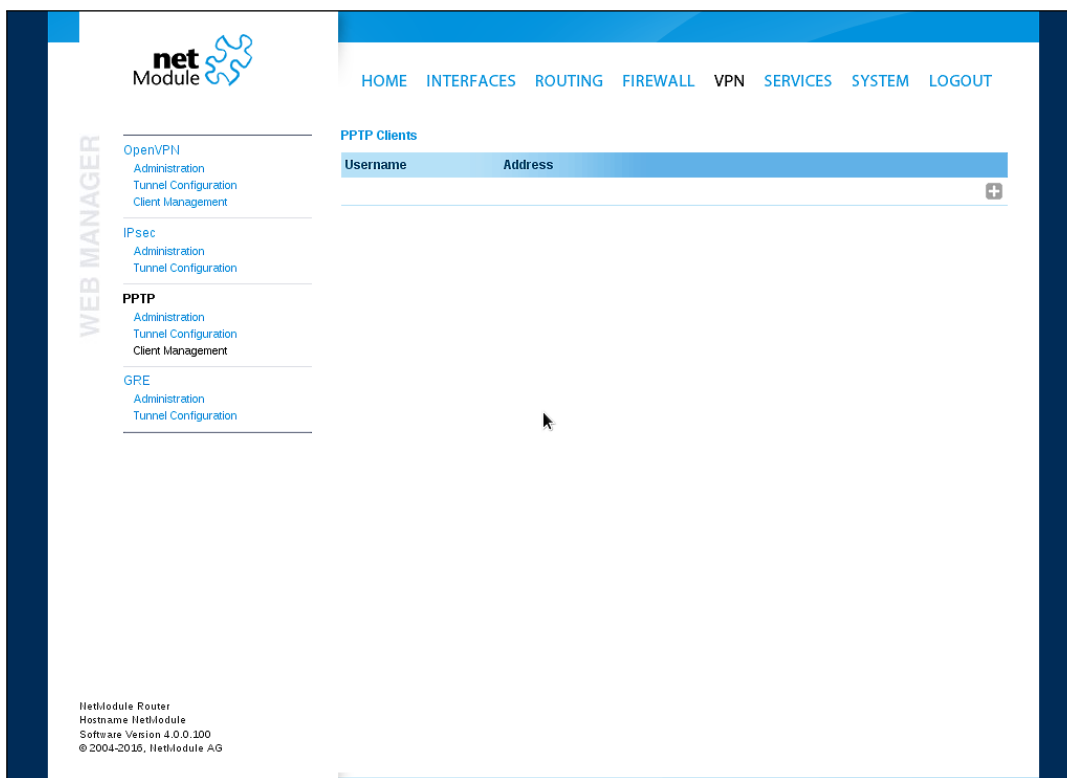 net
Module
HOME INTERFACES ROUTING FIREWALL VPN SERVICES SYSTEM LOGOUT
WEB MANAGER
OpenVPN
Administration
Tunnel Configuration
Client Management
IPsec
Administration
Tunnel Configuration
PPTP
Administration
Tunnel Configuration
Client Management
GRE
Administration
Tunnel Configuration
PPTP Clients
Username Address
NetModule Router
Hostname NetModule
Software Version 4.0.0.100
© 2004-2016, NetModule AG